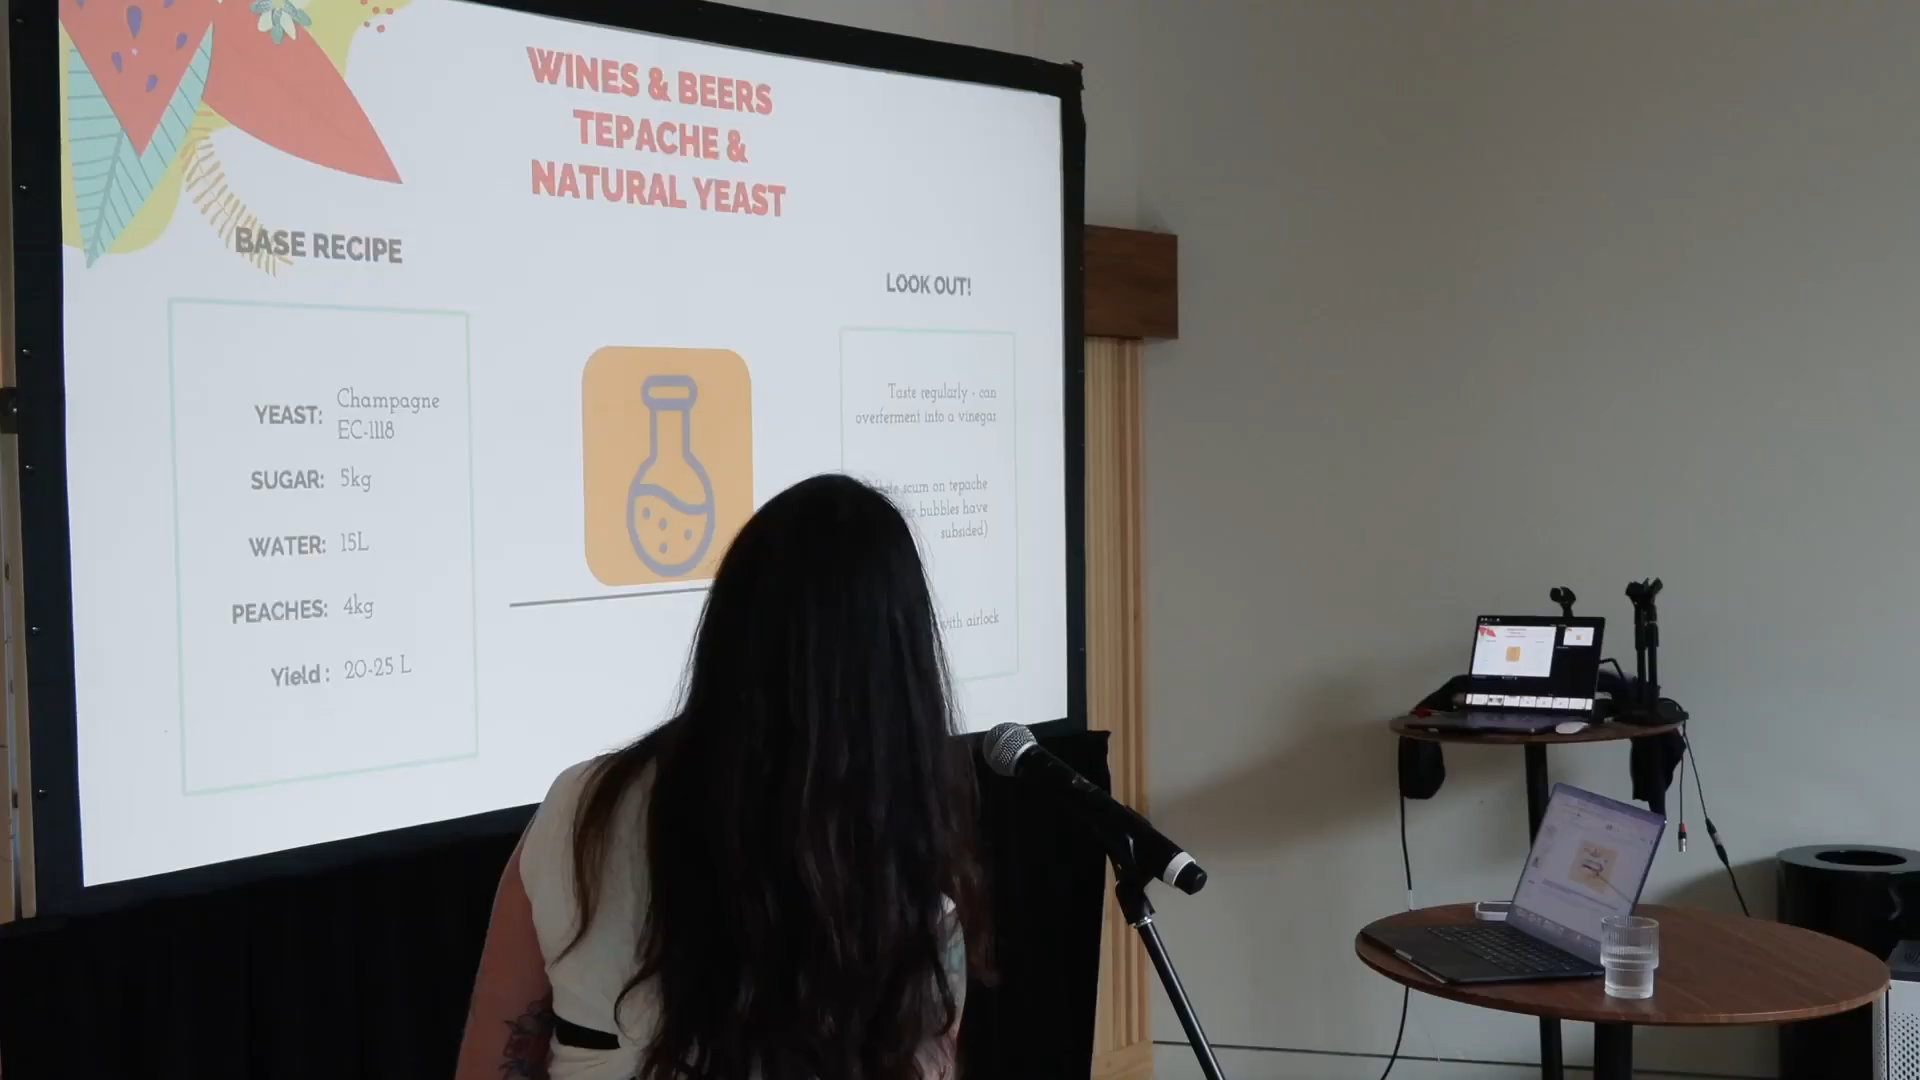 WINES & BEERS
TEPACHE &
NATURAL YEAST
BASE RECIPE
YEAST: Champagne
EC-1118
SUGAR: 5kg
WATER: 15L
PEACHES: 4kg
Yield : 20-25 L
LOOK OUT!
Taste regularly - can
overferment into a vinegar
scum on tepache
bubbles have
subsided)
with airlock